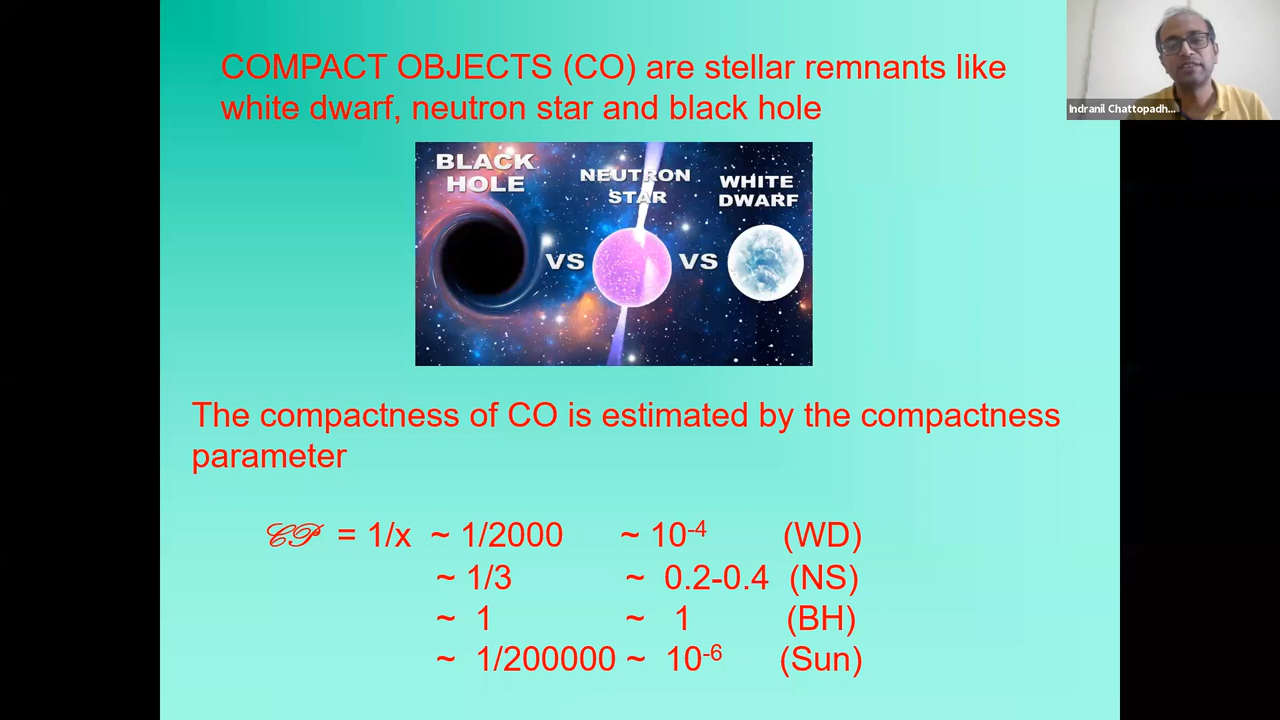 COMPACT OBJECTS (CO) are stellar remnants like
white dwarf, neutron star and black hole
Indranil Chattopadh...
BLACK
HOLE
VS
NEUTRON
STAR
VS
WHITE
DWARF
The compactness of CO is estimated by the compactness
parameter
𝒞𝒫 = 1/x ~ 1/2000 ~ 10⁻⁴ (WD)
~ 1/3 ~ 0.2-0.4 (NS)
~ 1 ~ 1 (BH)
~ 1/200000 ~ 10⁻⁶ (Sun)